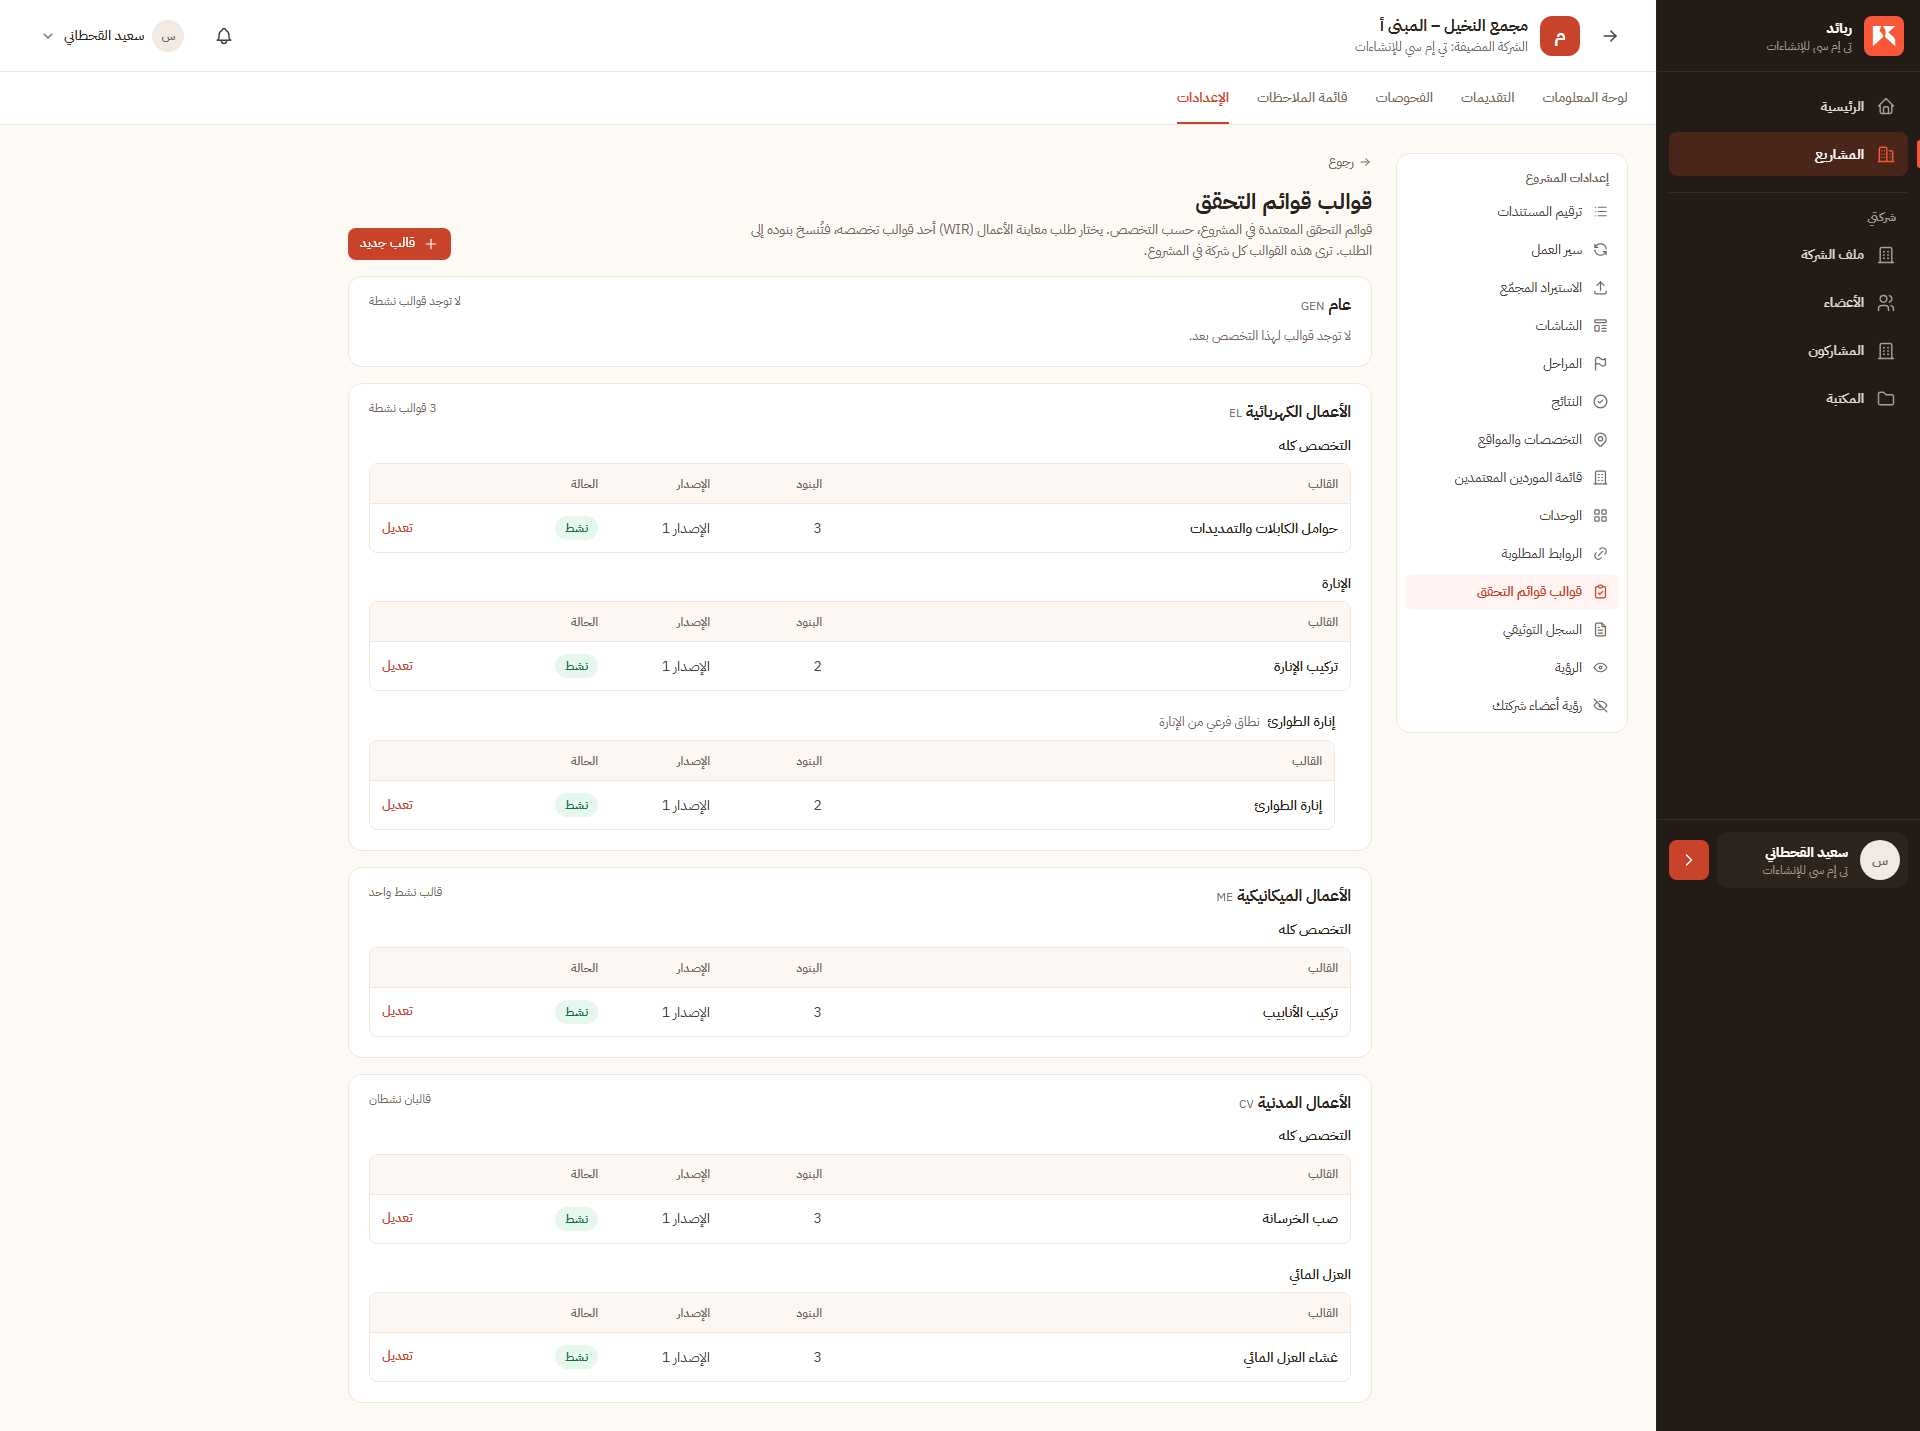 ربائد
تي إم سي للإنشاءات
الرئيسية
المشاريع
شركتي
ملف الشركة
الأعضاء
المشاركون
المكتبة
س
سعيد القحطاني
تي إم سي للإنشاءات
م
مجمع النخيل – المبنى أ
الشركة المضيفة: تي إم سي للإنشاءات
س
سعيد القحطاني
لوحة المعلومات
التقديمات
الفحوصات
قائمة الملاحظات
الإعدادات
إعدادات المشروع
ترقيم المستندات
سير العمل
الاستيراد المجمّع
الشاشات
المراحل
النتائج
التخصصات والمواقع
قائمة الموردين المعتمدين
الوحدات
الروابط المطلوبة
قوالب قوائم التحقق
السجل التوثيقي
الرؤية
رؤية أعضاء شركتك
رجوع
قوالب قوائم التحقق
قوائم التحقق المعتمدة في المشروع، حسب التخصص. يختار طلب معاينة الأعمال (WIR) أحد قوالب تخصصه، فتُنسخ بنوده إلى
الطلب. ترى هذه القوالب كل شركة في المشروع.
قالب جديد
عام GEN
لا توجد قوالب نشطة
لا توجد قوالب لهذا التخصص بعد.
الأعمال الكهربائية EL
3 قوالب نشطة
التخصص كله
القالب البنود الإصدار الحالة
حوامل الكابلات والتمديدات 3 الإصدار 1 نشط تعديل
الإنارة
القالب البنود الإصدار الحالة
تركيب الإنارة 2 الإصدار 1 نشط تعديل
إنارة الطوارئ نطاق فرعي من الإنارة
القالب البنود الإصدار الحالة
إنارة الطوارئ 2 الإصدار 1 نشط تعديل
الأعمال الميكانيكية ME
قالب نشط واحد
التخصص كله
القالب البنود الإصدار الحالة
تركيب الأنابيب 3 الإصدار 1 نشط تعديل
الأعمال المدنية CV
قالبان نشطان
التخصص كله
القالب البنود الإصدار الحالة
صب الخرسانة 3 الإصدار 1 نشط تعديل
العزل المائي
القالب البنود الإصدار الحالة
غشاء العزل المائي 3 الإصدار 1 نشط تعديل